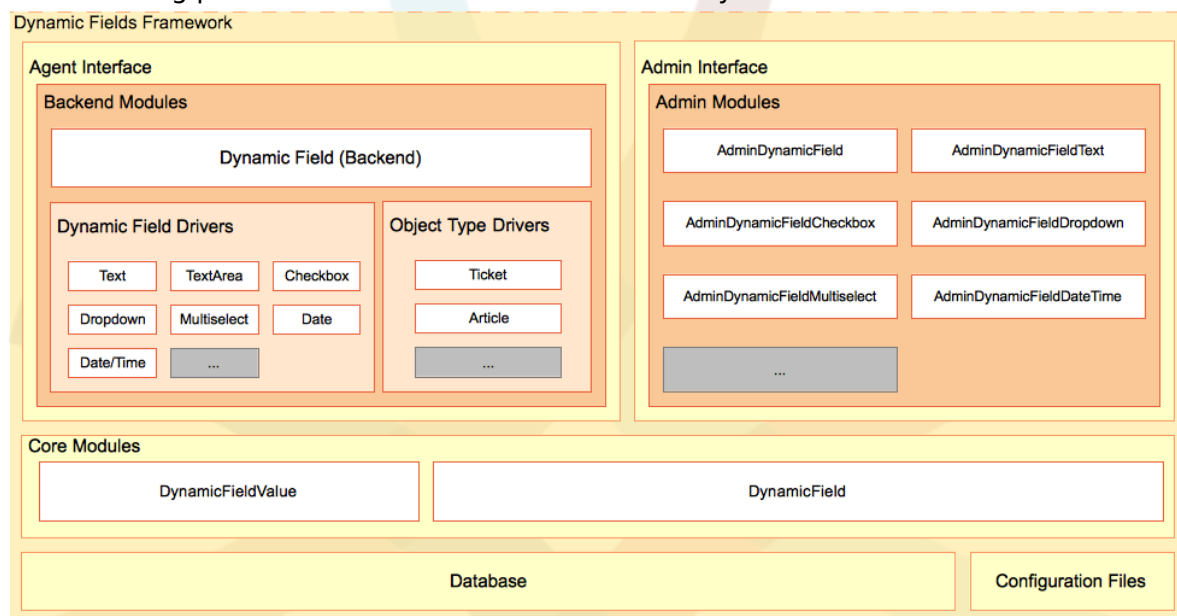 Dynamic Fields Framework
Agent Interface
Backend Modules
Dynamic Field (Backend)
Dynamic Field Drivers
Text
TextArea
Checkbox
Dropdown
Multiselect
Date
Date/Time
...
Object Type Drivers
Ticket
Article
...
Admin Interface
Admin Modules
AdminDynamicField
AdminDynamicFieldText
AdminDynamicFieldCheckbox
AdminDynamicFieldDropdown
AdminDynamicFieldMultiselect
AdminDynamicFieldDateTime
...
Core Modules
DynamicFieldValue
DynamicField
Database
Configuration Files